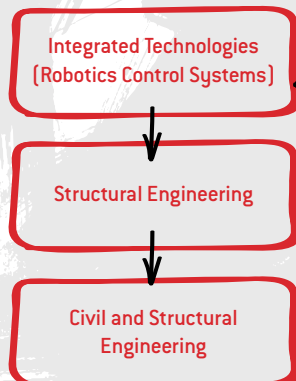 Integrated Technologies
(Robotics Control Systems)
Structural Engineering
Civil and Structural
Engineering